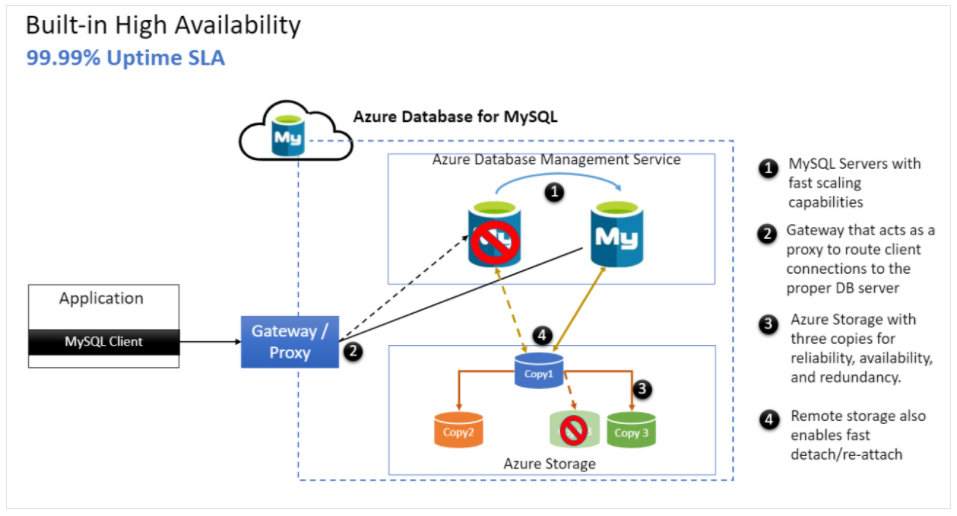 Built-in High Availability
99.99% Uptime SLA
Azure Database for MySQL
My
Azure Database Management Service
1
My
My
Application
MySQL Client
Gateway /
Proxy
2
4
Copy1
3
Copy2
3
Copy 3
Azure Storage
1 MySQL Servers with
fast scaling
capabilities
2 Gateway that acts as a
proxy to route client
connections to the
proper DB server
3 Azure Storage with
three copies for
reliability, availability,
and redundancy.
4 Remote storage also
enables fast
detach/re-attach